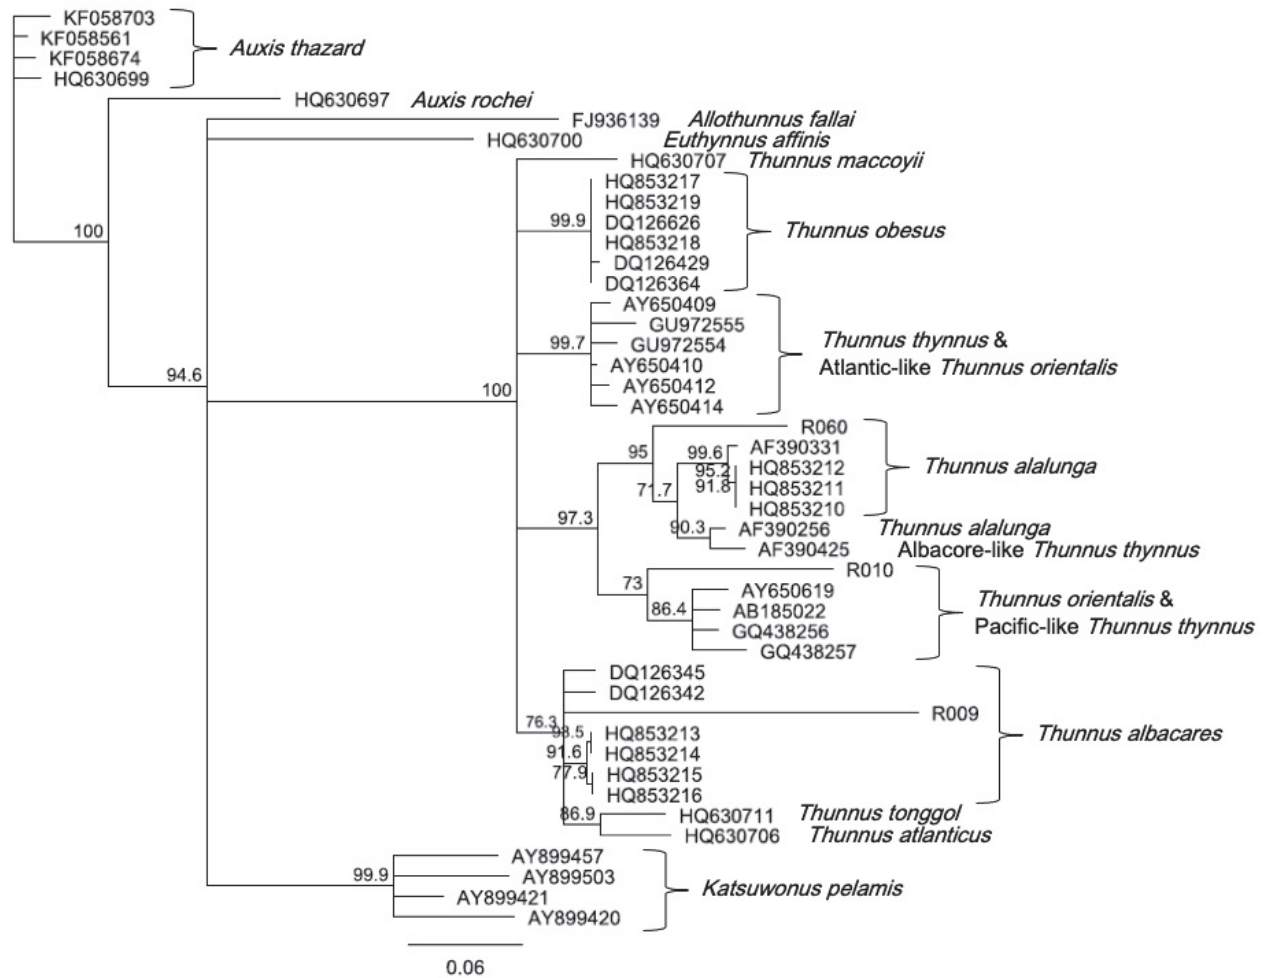 KF058703
KF058561
KF058674
HQ630699
Auxis thazard
HQ630697 Auxis rochei
FJ936139 Allothunnus fallai
HQ630700 Euthynnus affinis
HQ630707 Thunnus maccoyii
HQ853217
HQ853219
DQ126626
HQ853218
DQ126429
DQ126364
Thunnus obesus
AY650409
GU972555
GU972554
AY650410
AY650412
AY650414
Thunnus thynnus &
Atlantic-like Thunnus orientalis
R060
AF390331
HQ853212
HQ853211
HQ853210
Thunnus alalunga
AF390256 Thunnus alalunga
AF390425 Albacore-like Thunnus thynnus
R010
AY650619
AB185022
GQ438256
GQ438257
Thunnus orientalis &
Pacific-like Thunnus thynnus
DQ126345
DQ126342
R009
HQ853213
HQ853214
HQ853215
HQ853216
Thunnus albacares
HQ630711 Thunnus tonggol
HQ630706 Thunnus atlanticus
AY899457
AY899503
AY899421
AY899420
Katsuwonus pelamis
100
94.6
100
99.9
99.7
97.3
95
99.6
95.2
91.8
71.7
90.3
73
86.4
76.3
91.6
77.9
86.9
99.9
0.06